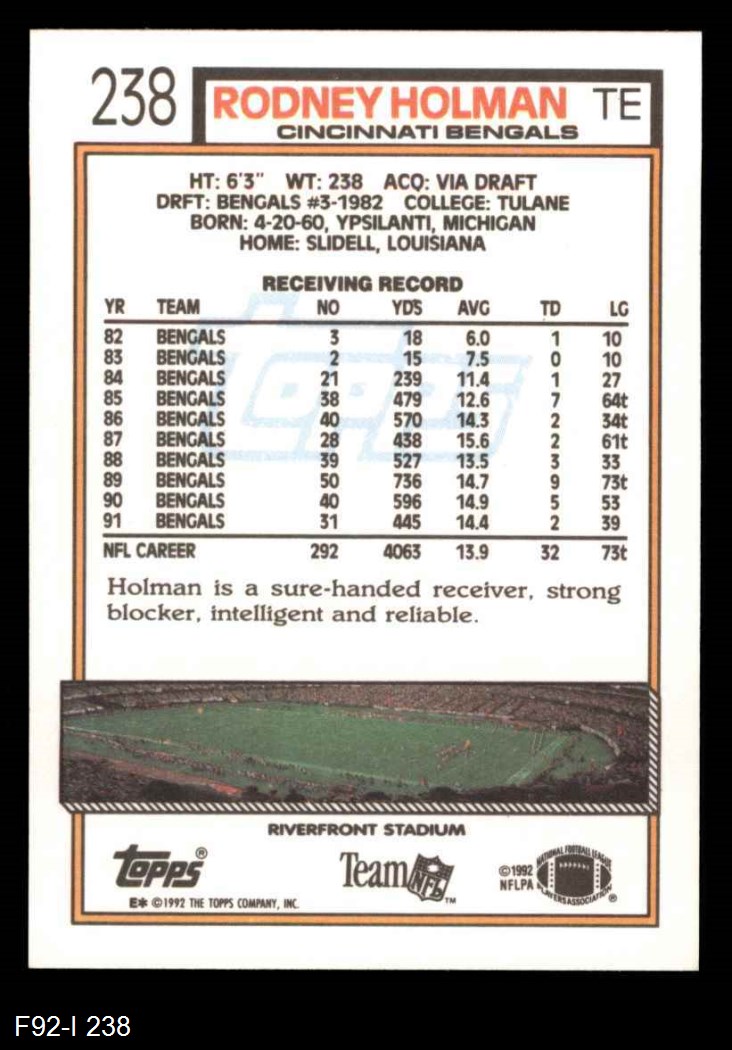 238 RODNEY HOLMAN TE
CINCINNATI BENGALS
HT: 6'3" WT: 238 ACQ: VIA DRAFT
DRFT: BENGALS #3-1982 COLLEGE: TULANE
BORN: 4-20-60, YPSILANTI, MICHIGAN
HOME: SLIDELL, LOUISIANA
RECEIVING RECORD
YR TEAM NO YDS AVG TD LG
82 BENGALS 3 18 6.0 1 10
83 BENGALS 2 15 7.5 0 10
84 BENGALS 21 239 11.4 1 27
85 BENGALS 38 479 12.6 7 64t
86 BENGALS 40 570 14.3 2 34t
87 BENGALS 28 438 15.6 2 61t
88 BENGALS 39 527 13.5 3 33
89 BENGALS 50 736 14.7 9 73t
90 BENGALS 40 596 14.9 5 53
91 BENGALS 31 445 14.4 2 39
NFL CAREER 292 4063 13.9 32 73t
topps
Holman is a sure-handed receiver, strong
blocker, intelligent and reliable.
RIVERFRONT STADIUM
topps®
E* ©1992 THE TOPPS COMPANY, INC.
Team NFL™
©1992
NFLPA
NATIONAL FOOTBALL LEAGUE
PLAYERS ASSOCIATION®
F92-I 238